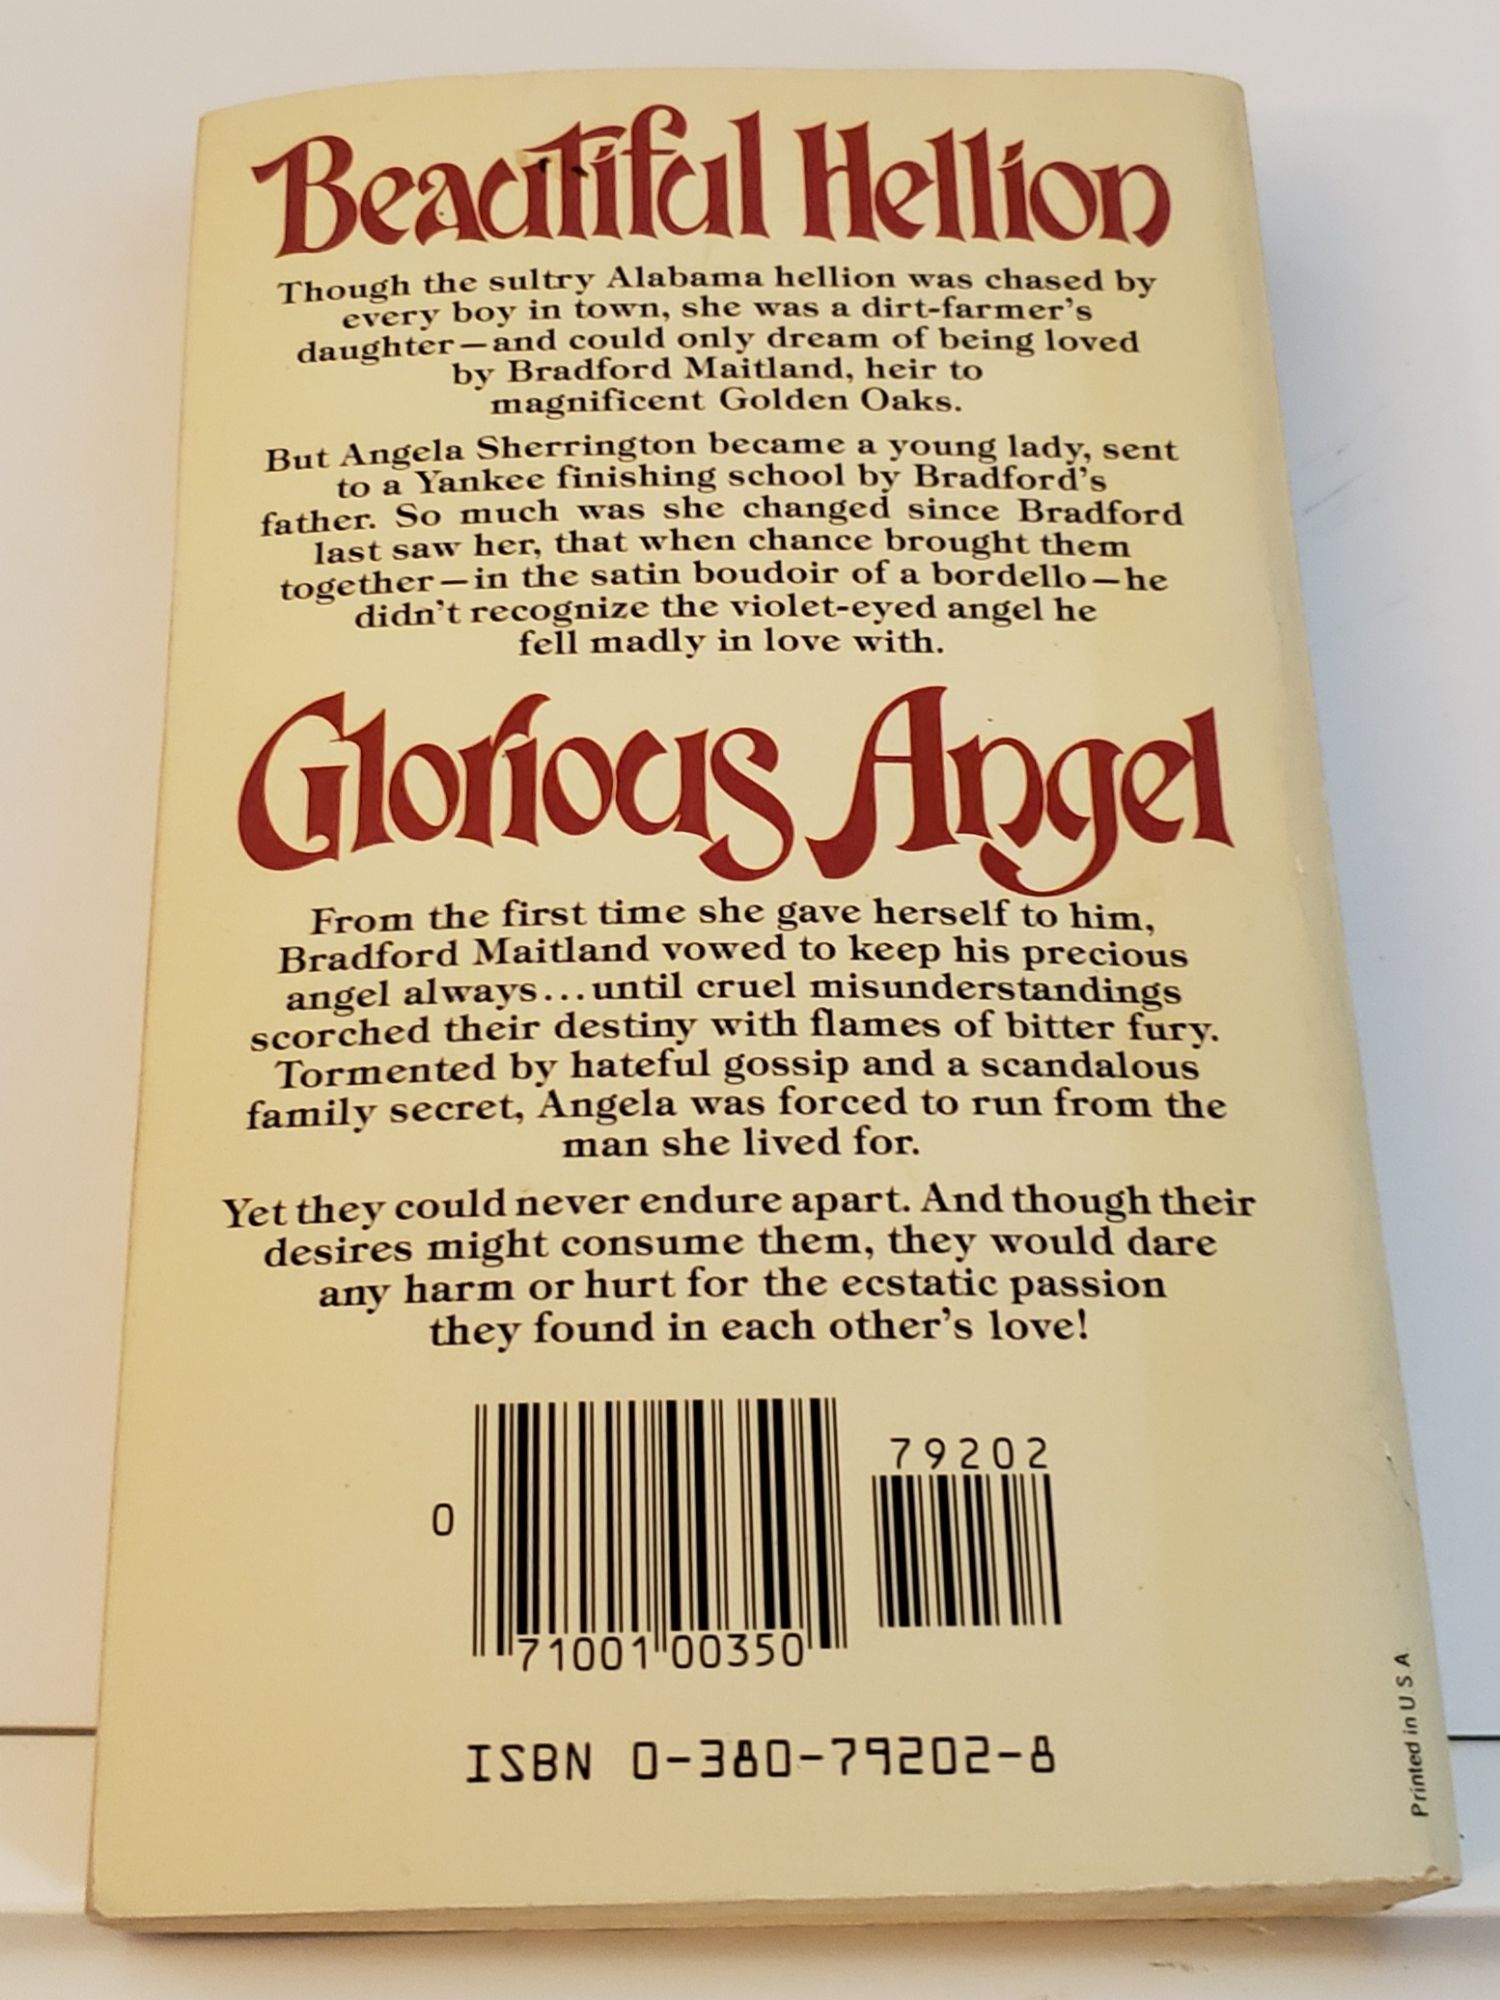 Beautiful Hellion
Though the sultry Alabama hellion was chased by
every boy in town, she was a dirt-farmer's
daughter—and could only dream of being loved
by Bradford Maitland, heir to
magnificent Golden Oaks.
But Angela Sherrington became a young lady, sent
to a Yankee finishing school by Bradford's
father. So much was she changed since Bradford
last saw her, that when chance brought them
together—in the satin boudoir of a bordello—he
didn't recognize the violet-eyed angel he
fell madly in love with.
Glorious Angel
From the first time she gave herself to him,
Bradford Maitland vowed to keep his precious
angel always...until cruel misunderstandings
scorched their destiny with flames of bitter fury.
Tormented by hateful gossip and a scandalous
family secret, Angela was forced to run from the
man she lived for.
Yet they could never endure apart. And though their
desires might consume them, they would dare
any harm or hurt for the ecstatic passion
they found in each other's love!
79202
0
71001 00350
ISBN 0-380-79202-8
Printed in U S A